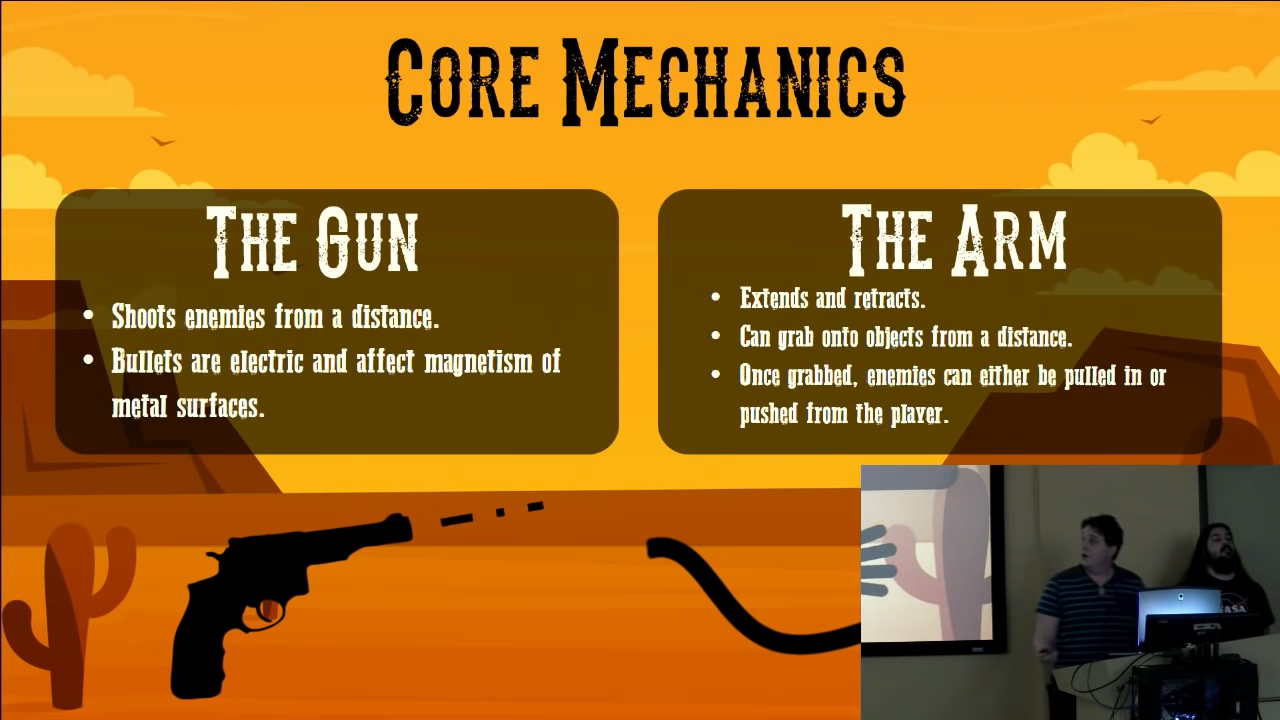 Core Mechanics
The Gun
• Shoots enemies from a distance.
• Bullets are electric and affect magnetism of
metal surfaces.
The Arm
• Extends and retracts.
• Can grab onto objects from a distance.
• Once grabbed, enemies can either be pulled in or
pushed from the player.
NASA